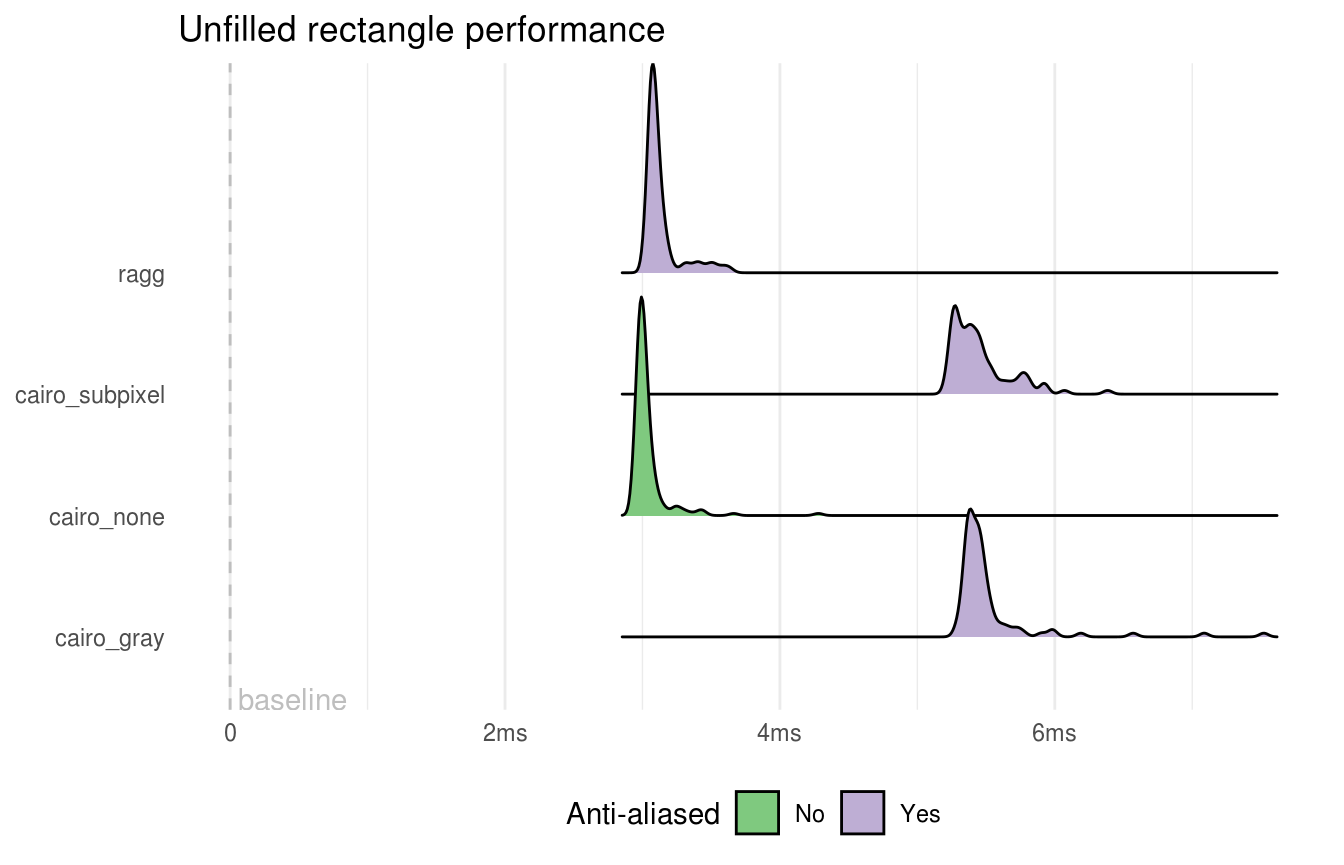 Unfilled rectangle performance
ragg
cairo_subpixel
cairo_none
cairo_gray
baseline
0 2ms 4ms 6ms
Anti-aliased No Yes